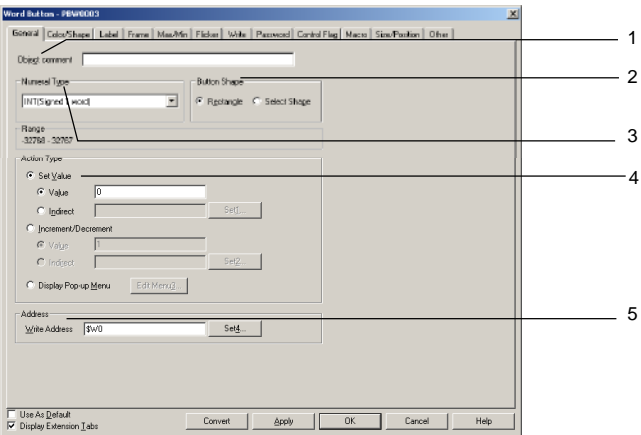 Word Button - PBW0003
General Color/Shape Label Frame Max/Min Flicker Write Password Control Flag Macro Size/Position Other
1
Object comment
2
Numeral Type
Button Shape
INT(Signed 1 word)
Rectangle Select Shape
3
Range
-32768 - 32767
Action Type
Set Value
4
Value 0
Indirect Set1...
Increment/Decrement
Value 1
Indirect Set2...
Display Pop-up Menu Edit Menu3...
Address
5
Write Address $W0 Set4...
Use As Default
Display Extension Tabs
Convert Apply OK Cancel Help